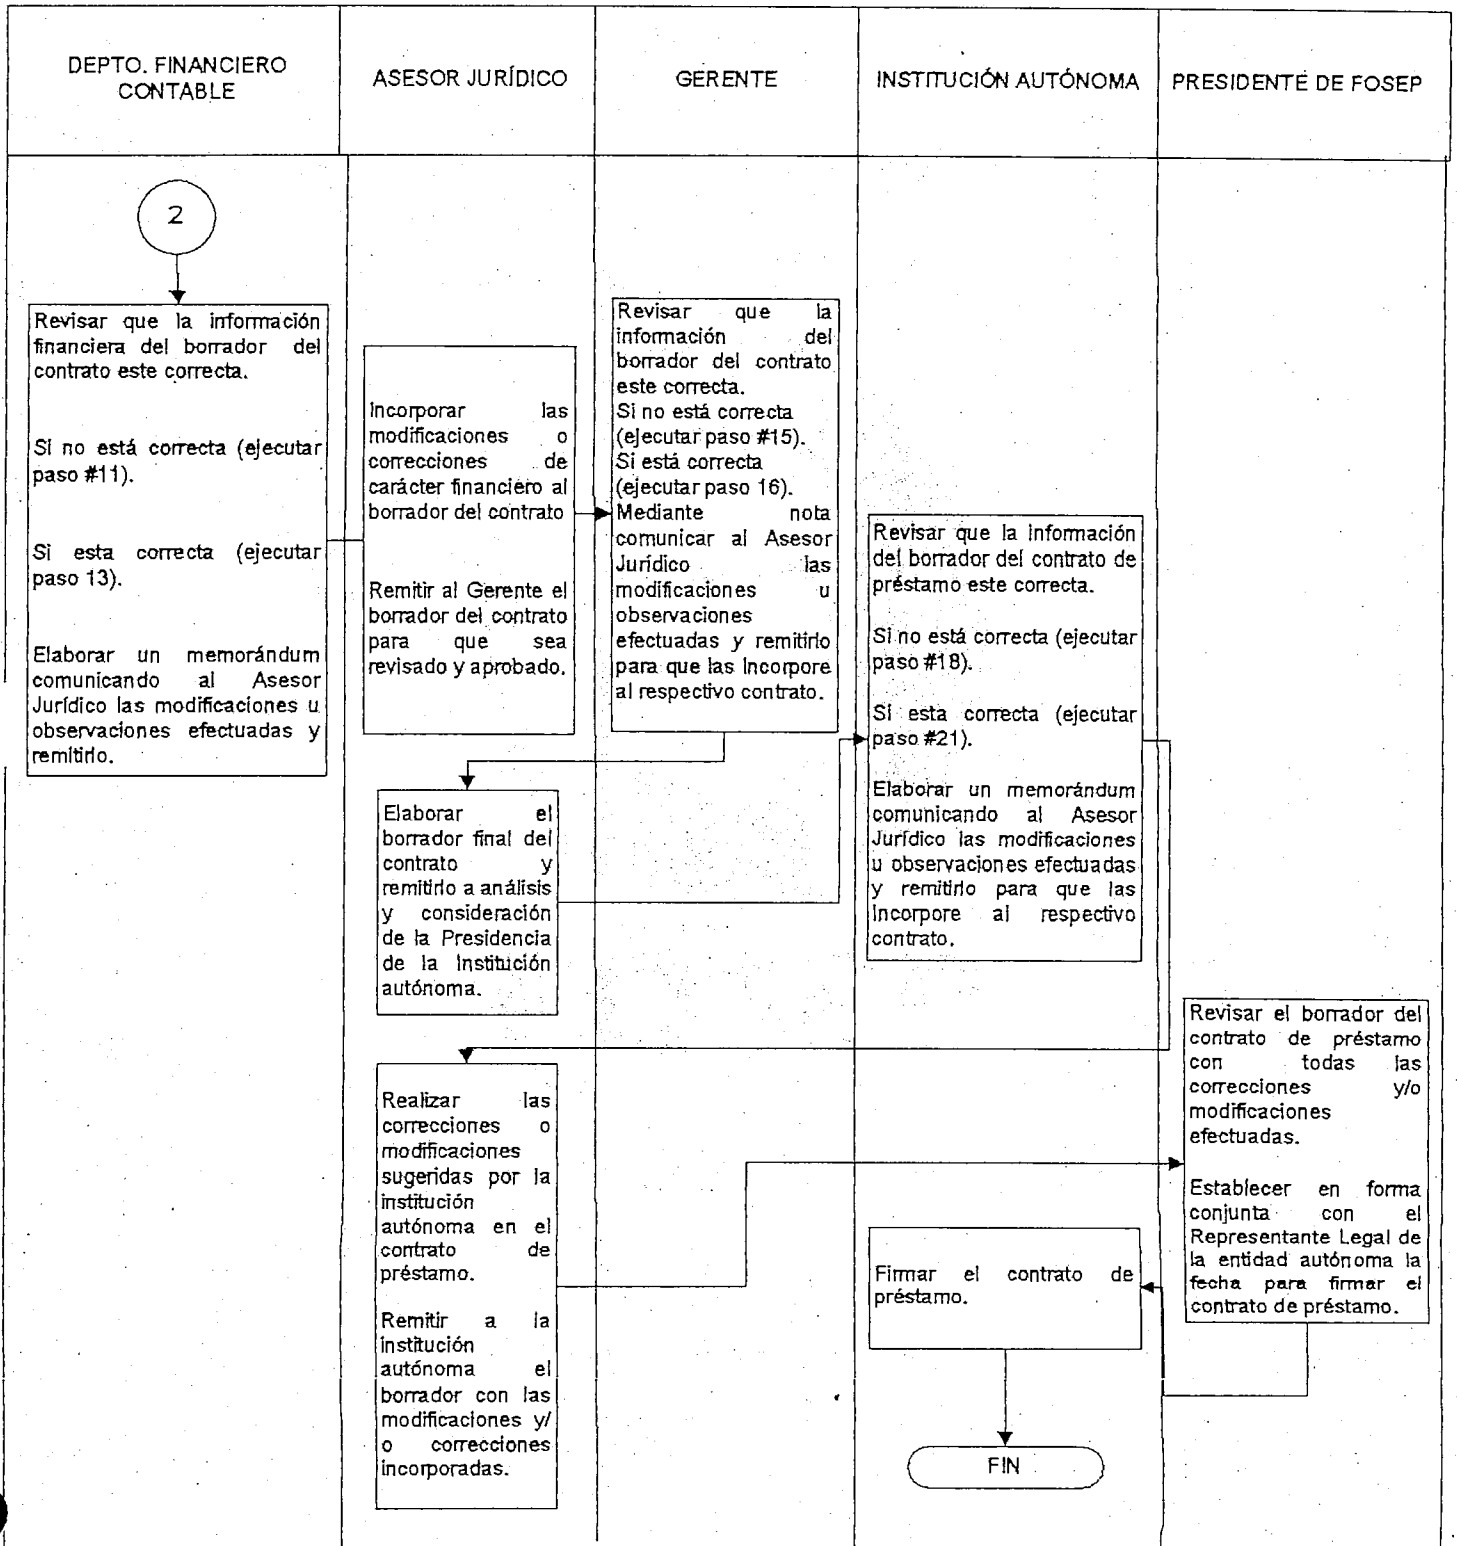 DEPTO. FINANCIERO
CONTABLE
ASESOR JURÍDICO
GERENTE
INSTITUCIÓN AUTÓNOMA
PRESIDENTE DE FOSEP
2
Revisar que la información
financiera del borrador del
contrato este correcta.
Si no está correcta (ejecutar
paso #11).
Si esta correcta (ejecutar
paso 13).
Elaborar un memorándum
comunicando al Asesor
Jurídico las modificaciones u
observaciones efectuadas y
remitirlo.
Incorporar las
modificaciones o
correcciones de
carácter financiero al
borrador del contrato
Remitir al Gerente el
borrador del contrato
para que sea
revisado y aprobado.
Revisar que la
información del
borrador del contrato
este correcta.
Si no está correcta
(ejecutar paso #15).
Si está correcta
(ejecutar paso 16).
Mediante nota
comunicar al Asesor
Jurídico las
modificaciones u
observaciones
efectuadas y remitirlo
para que las Incorpore
al respectivo contrato.
Revisar que la información
del borrador del contrato de
préstamo este correcta.
Si no está correcta (ejecutar
paso #18).
Si esta correcta (ejecutar
paso #21).
Elaborar un memorándum
comunicando al Asesor
Jurídico las modificaciones
u observaciones efectuadas
y remitirlo para que las
Incorpore al respectivo
contrato.
Elaborar el
borrador final del
contrato y
remitirlo a análisis
y consideración
de la Presidencia
de la Institución
autónoma.
Revisar el borrador del
contrato de préstamo
con todas las
correcciones y/o
modificaciones
efectuadas.
Establecer en forma
conjunta con el
Representante Legal de
la entidad autónoma la
fecha para firmar el
contrato de préstamo.
Realizar las
correcciones o
modificaciones
sugeridas por la
institución
autónoma en el
contrato de
préstamo.
Remitir a la
institución
autónoma el
borrador con las
modificaciones y/
o correcciones
incorporadas.
Firmar el contrato de
préstamo.
FIN